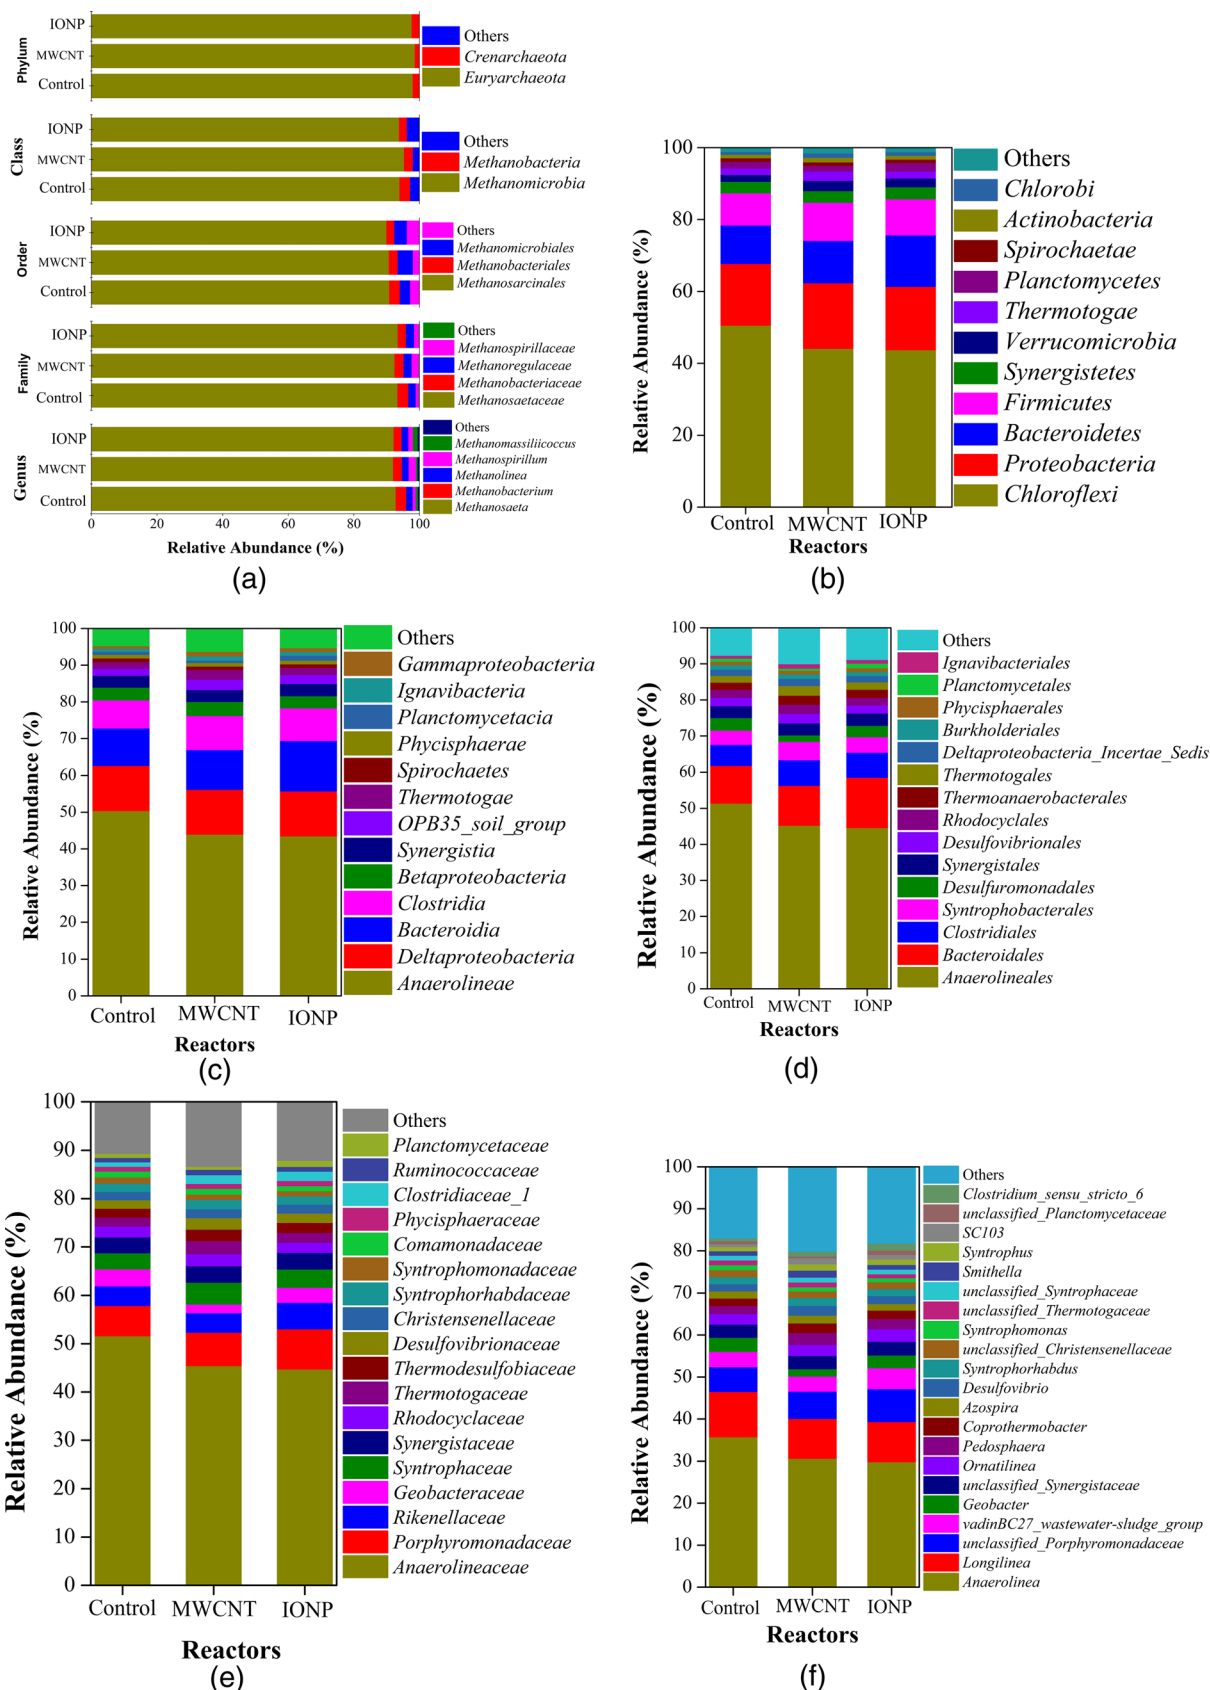 Phylum
IONP
MWCNT
Control
Others
Crenarchaeota
Euryarchaeota
Class
IONP
MWCNT
Control
Others
Methanobacteria
Methanomicrobia
Order
IONP
MWCNT
Control
Others
Methanomicrobiales
Methanobacteriales
Methanosarcinales
Family
IONP
MWCNT
Control
Others
Methanospirillaceae
Methanoregulaceae
Methanobacteriaceae
Methanosaetaceae
Genus
IONP
MWCNT
Control
Others
Methanomassiliicoccus
Methanospirillum
Methanolinea
Methanobacterium
Methanosaeta
0 20 40 60 80 100
Relative Abundance (%)
(a)
Relative Abundance (%)
100
80
60
40
20
0
Control MWCNT IONP
Reactors
Others
Chlorobi
Actinobacteria
Spirochaetae
Planctomycetes
Thermotogae
Verrucomicrobia
Synergistetes
Firmicutes
Bacteroidetes
Proteobacteria
Chloroflexi
(b)
Relative Abundance (%)
100
90
80
70
60
50
40
30
20
10
0
Control MWCNT IONP
Reactors
Others
Gammaproteobacteria
Ignavibacteria
Planctomycetacia
Phycisphaerae
Spirochaetes
Thermotogae
OPB35_soil_group
Synergistia
Betaproteobacteria
Clostridia
Bacteroidia
Deltaproteobacteria
Anaerolineae
(c)
Relative Abundance (%)
100
90
80
70
60
50
40
30
20
10
0
Control MWCNT IONP
Reactors
Others
Ignavibacteriales
Planctomycetales
Phycisphaerales
Burkholderiales
Deltaproteobacteria_Incertae_Sedis
Thermotogales
Thermoanaerobacterales
Rhodocyclales
Desulfovibrionales
Synergistales
Desulfuromonadales
Syntrophobacterales
Clostridiales
Bacteroidales
Anaerolineales
(d)
Relative Abundance (%)
100
90
80
70
60
50
40
30
20
10
0
Control MWCNT IONP
Reactors
Others
Planctomycetaceae
Ruminococcaceae
Clostridiaceae_1
Phycisphaeraceae
Comamonadaceae
Syntrophomonadaceae
Syntrophorhabdaceae
Christensenellaceae
Desulfovibrionaceae
Thermodesulfobiaceae
Thermotogaceae
Rhodocyclaceae
Synergistaceae
Syntrophaceae
Geobacteraceae
Rikenellaceae
Porphyromonadaceae
Anaerolineaceae
(e)
Relative Abundance (%)
100
90
80
70
60
50
40
30
20
10
0
Control MWCNT IONP
Reactors
Others
Clostridium_sensu_stricto_6
unclassified_Planctomycetaceae
SC103
Syntrophus
Smithella
unclassified_Syntrophaceae
unclassified_Thermotogaceae
Syntrophomonas
unclassified_Christensenellaceae
Syntrophorhabdus
Desulfovibrio
Azospira
Coprothermobacter
Pedosphaera
Ornatilinea
unclassified_Synergistaceae
Geobacter
vadinBC27_wastewater-sludge_group
unclassified_Porphyromonadaceae
Longilinea
Anaerolinea
(f)